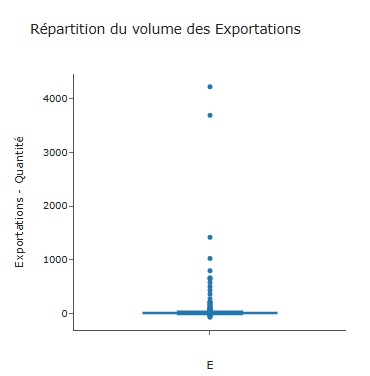 Répartition du volume des Exportations
4000
3000
2000
1000
0
Exportations - Quantité
E